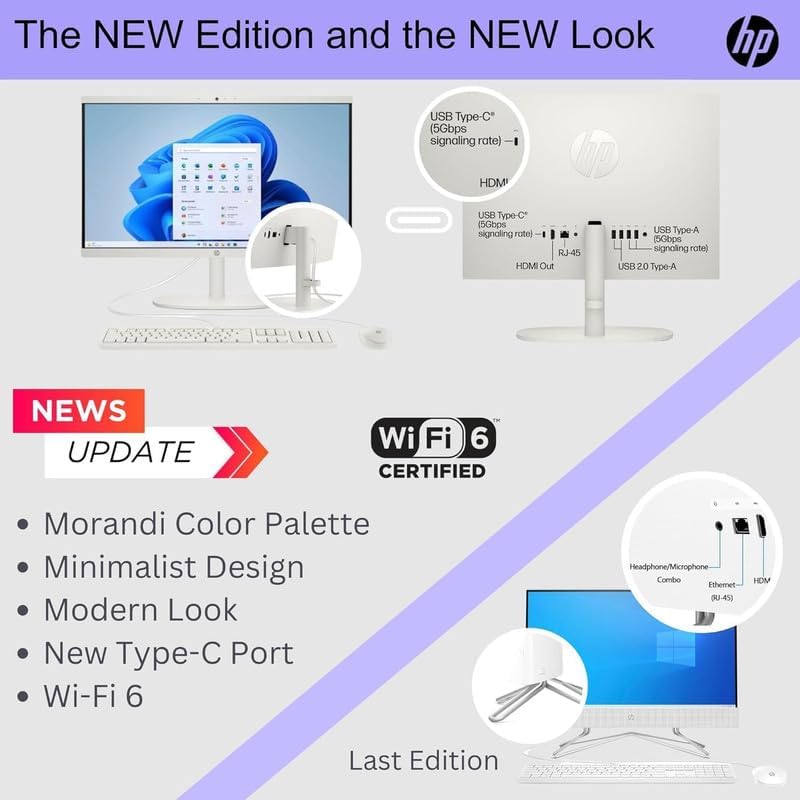 The NEW Edition and the NEW Look
hp
USB Type-C®
(5Gbps
signaling rate)
HDMI
hp
USB Type-C®
(5Gbps
signaling rate)
HDMI Out
RJ-45
USB 2.0 Type-A
USB Type-A
(5Gbps
signaling rate)
NEWS
UPDATE
Wi Fi 6™
CERTIFIED
• Morandi Color Palette
• Minimalist Design
• Modern Look
• New Type-C Port
• Wi-Fi 6
Headphone/Microphone
Combo
Ethernet
(RJ-45)
HDM
Last Edition